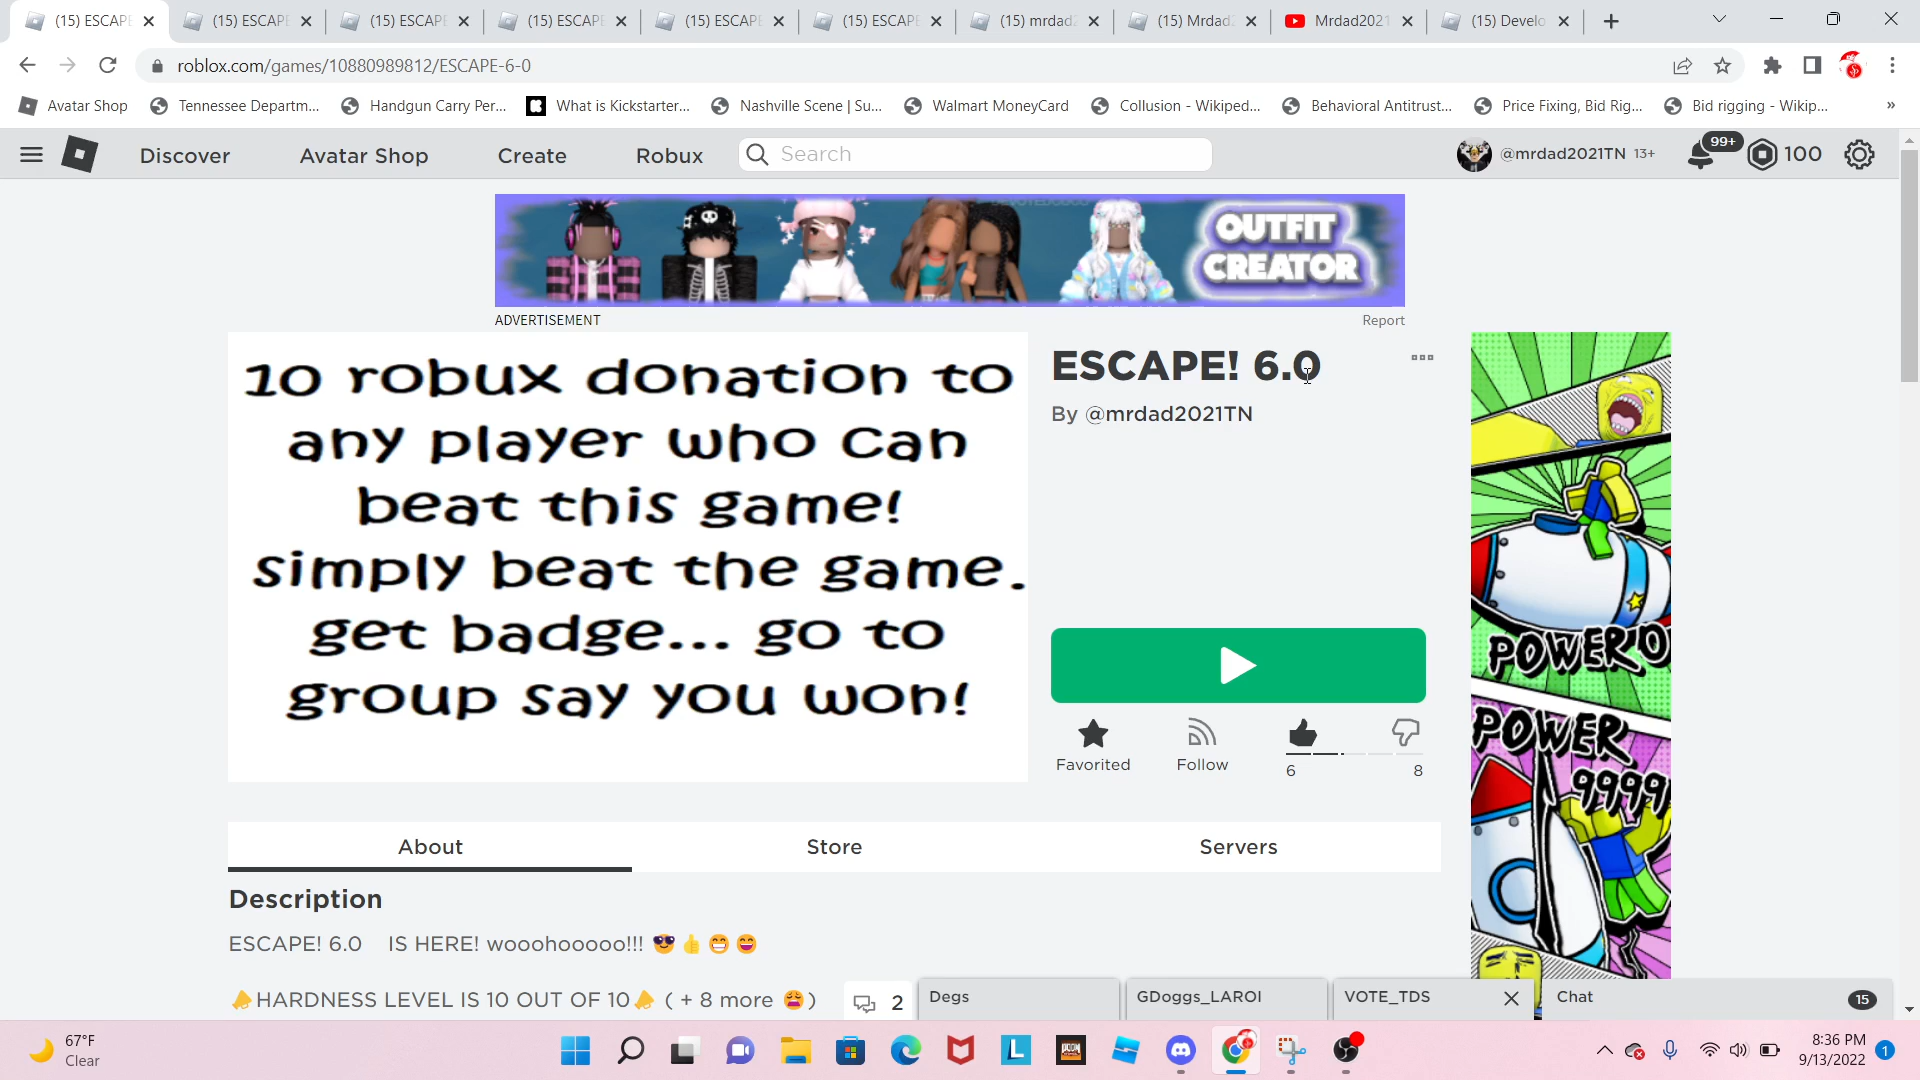 (15) ESCAPE (15) ESCAPE (15) ESCAPE (15) ESCAPE (15) ESCAPE (15) ESCAPE (15) mrdad2 (15) Mrdad2 Mrdad2021 (15) Develo
roblox.com/games/10880989812/ESCAPE-6-0
Avatar Shop Tennessee Departm... Handgun Carry Per... What is Kickstarter... Nashville Scene | Su... Walmart MoneyCard Collusion - Wikiped... Behavioral Antitrust... Price Fixing, Bid Rig... Bid rigging - Wikip... »
Discover Avatar Shop Create Robux Search @mrdad2021TN 13+ 99+ 100
OUTFIT
CREATOR
ADVERTISEMENT Report
10 robux donation to
any player who can
beat this game!
simply beat the game.
get badge... go to
group say you won!
ESCAPE! 6.0
By @mrdad2021TN
Favorited Follow 6 8
POWER O
POWER
9999
About Store Servers
Description
ESCAPE! 6.0 IS HERE! wooohooooo!!! 😎👍😁😄
📣HARDNESS LEVEL IS 10 OUT OF 10📣 ( + 8 more 😩)
2 Degs GDoggs_LAROI VOTE_TDS Chat 15
67°F
Clear
DOOM
8:36 PM
9/13/2022 1